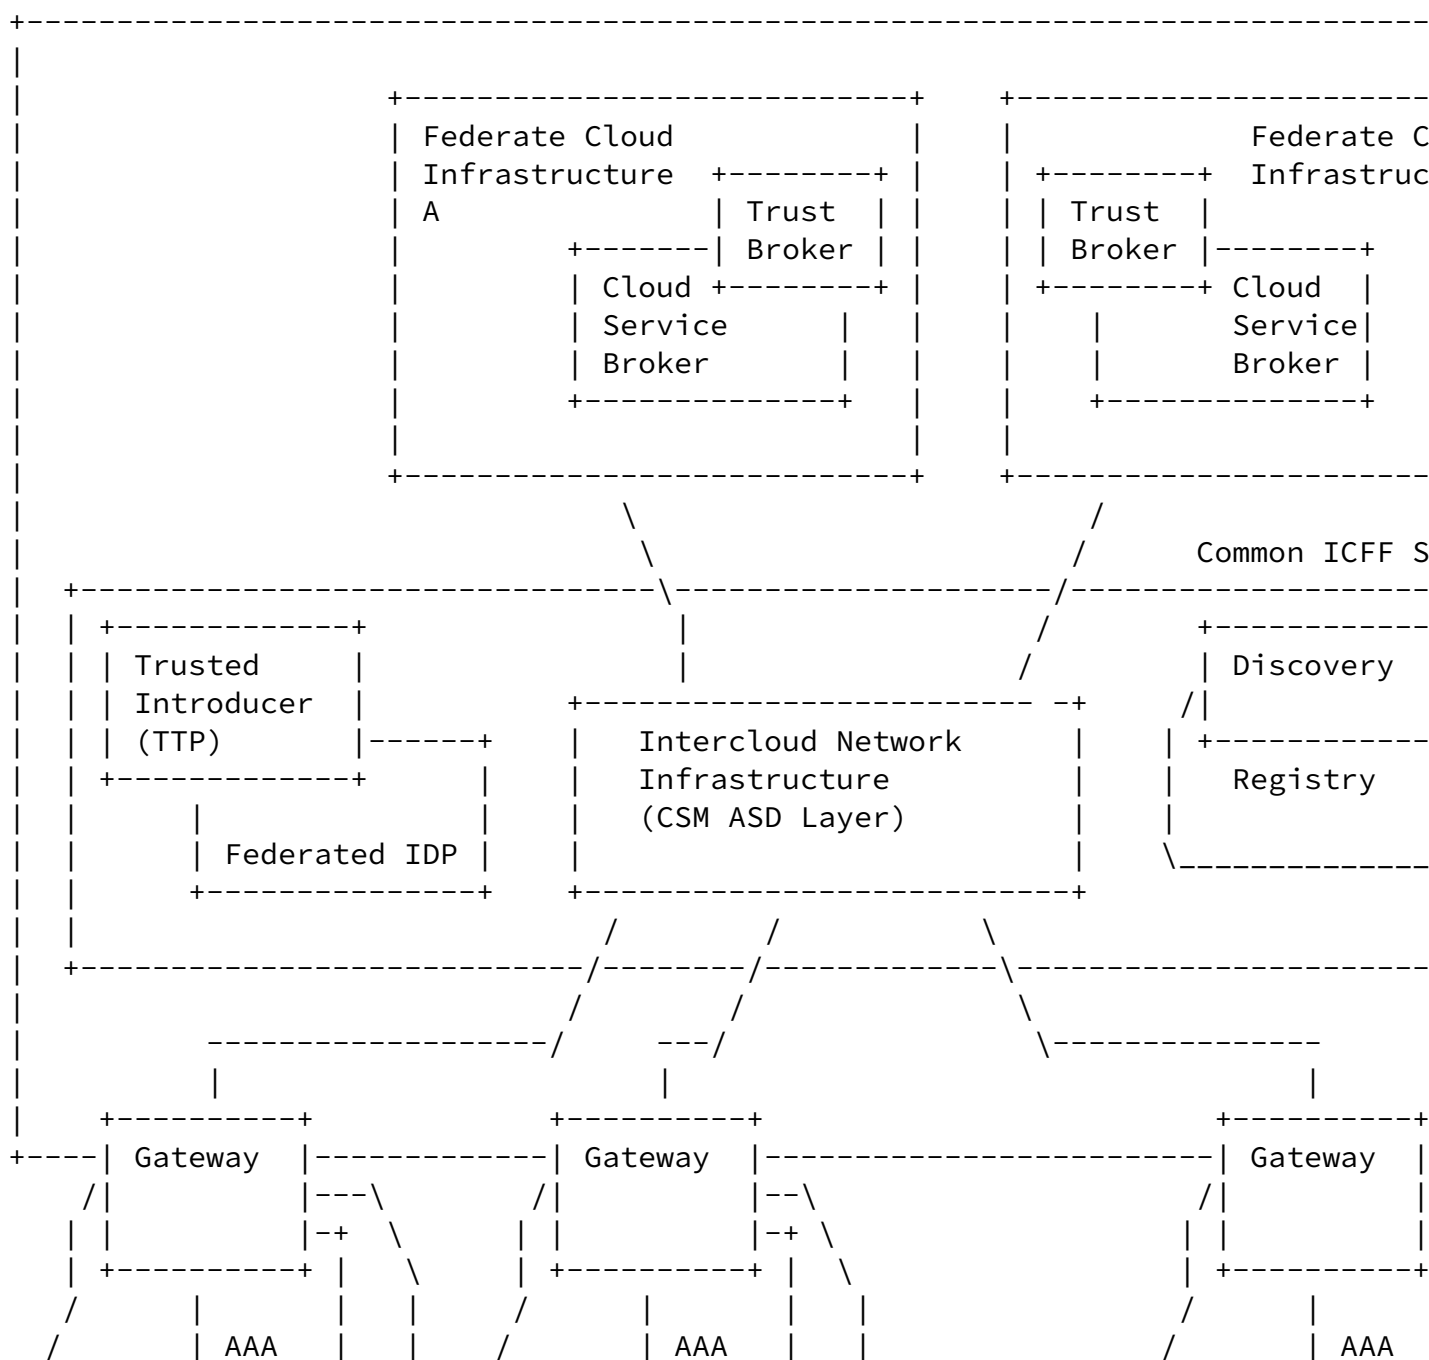 Federate Cloud Federate C
Infrastructure Infrastruc
A Trust Trust
Broker Broker
Cloud Cloud
Service Service
Broker Broker
Common ICFF S
Trusted Discovery
Introducer
(TTP) Intercloud Network
Infrastructure Registry
(CSM ASD Layer)
Federated IDP
Gateway Gateway Gateway
AAA AAA AAA